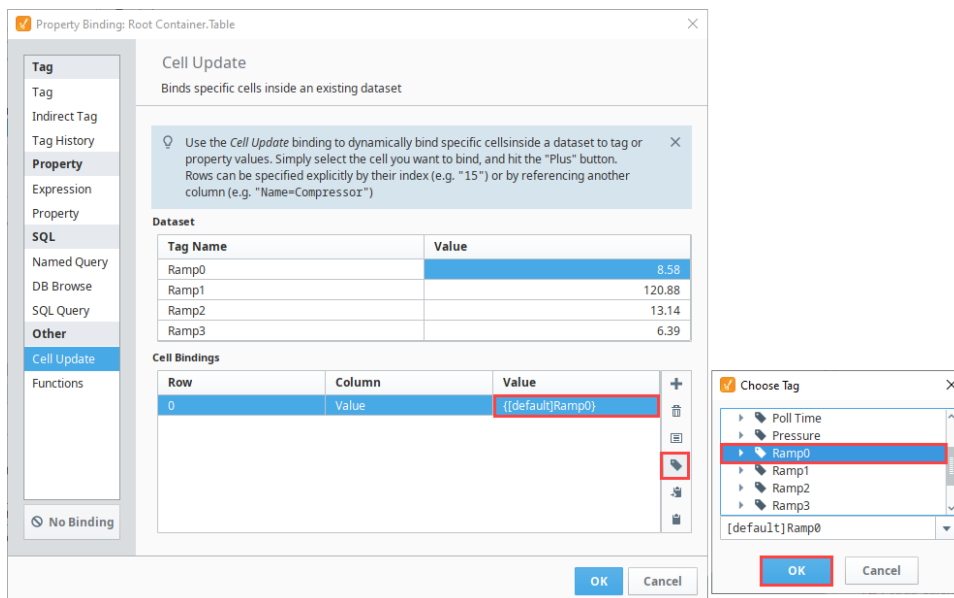 Property Binding: Root Container.Table
Tag
Tag
Indirect Tag
Tag History
Property
Expression
Property
SQL
Named Query
DB Browse
SQL Query
Other
Cell Update
Functions
No Binding
Cell Update
Binds specific cells inside an existing dataset
Use the Cell Update binding to dynamically bind specific cellsinside a dataset to tag or
property values. Simply select the cell you want to bind, and hit the "Plus" button.
Rows can be specified explicitly by their index (e.g. "15") or by referencing another
column (e.g. "Name=Compressor")
Dataset
Tag Name Value
Ramp0 8.58
Ramp1 120.88
Ramp2 13.14
Ramp3 6.39
Cell Bindings
Row Column Value
0 Value {[default]Ramp0}
OK Cancel
Choose Tag
Poll Time
Pressure
Ramp0
Ramp1
Ramp2
Ramp3
[default]Ramp0
OK Cancel